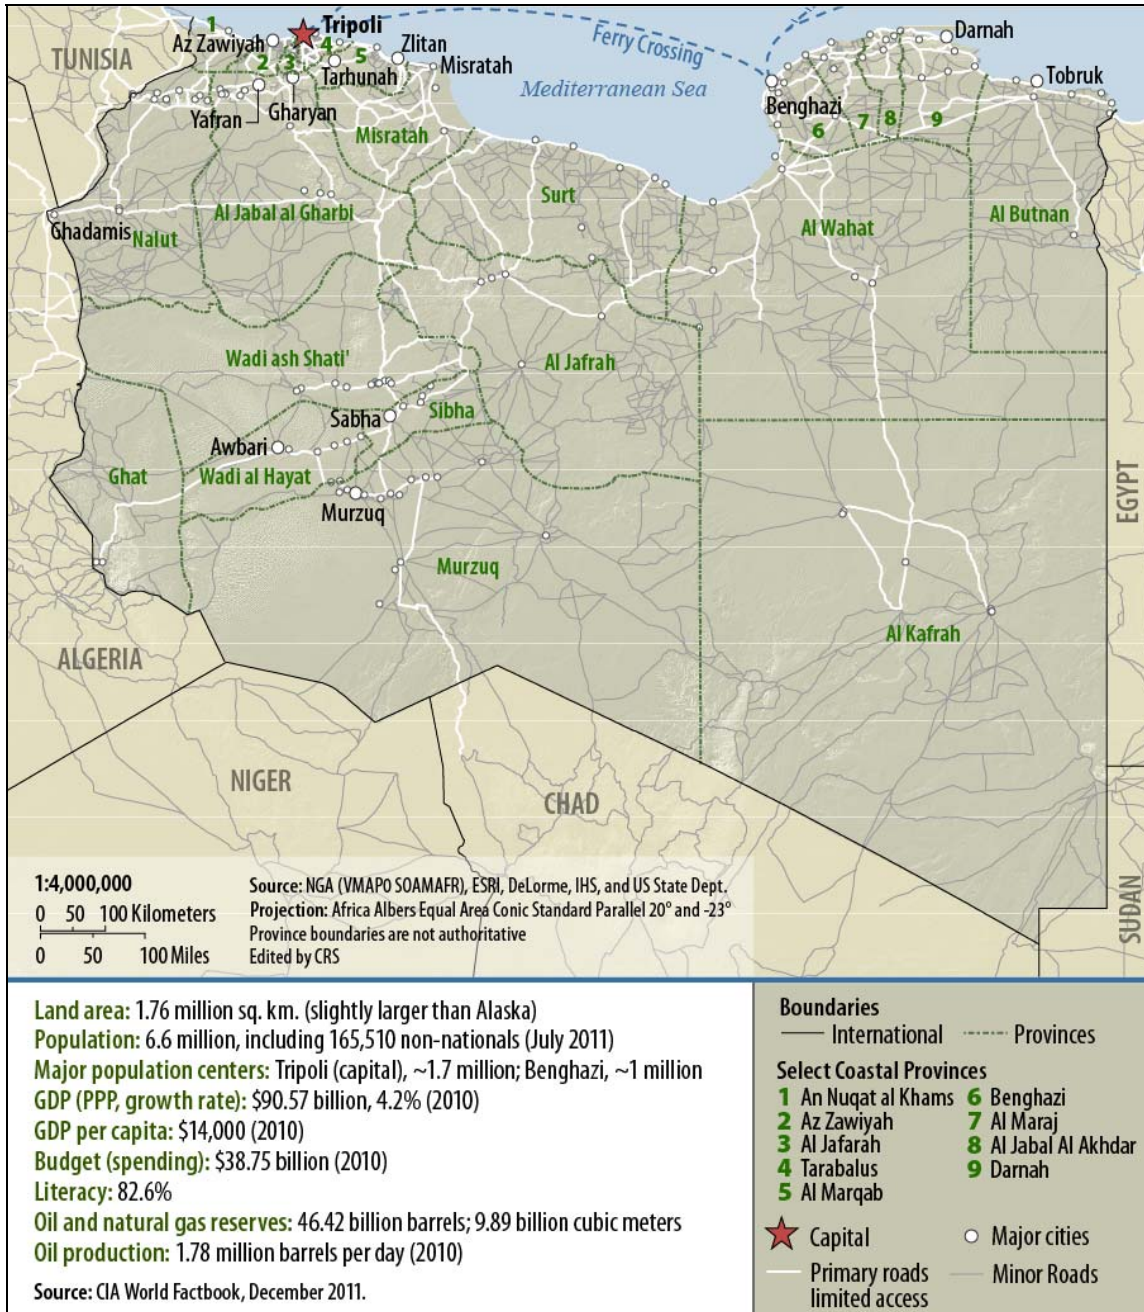 1
Tripoli
Ferry Crossing
Darnah
TUNISIA
Az Zawiyah
4
Zlitan
2
3
5
Tarhunah
Misratah
Mediterranean Sea
Tobruk
Yafran
Gharyan
Benghazi
6
7
8
9
Misratah
Surt
Al Jabal al Gharbi
Al Wahat
Al Butnan
Ghadamis
Nalut
Wadi ash Shati'
Al Jafrah
Sabha
Sibha
Awbari
Ghat
Wadi al Hayat
EGYPT
Murzuq
Murzuq
Al Kafrah
ALGERIA
NIGER
CHAD
SUDAN
1:4,000,000
0 50 100 Kilometers
0 50 100 Miles
Source: NGA (VMAP0 SOAMAFR), ESRI, DeLorme, IHS, and US State Dept.
Projection: Africa Albers Equal Area Conic Standard Parallel 20° and -23°
Province boundaries are not authoritative
Edited by CRS
Land area: 1.76 million sq. km. (slightly larger than Alaska)
Population: 6.6 million, including 165,510 non-nationals (July 2011)
Major population centers: Tripoli (capital), ~1.7 million; Benghazi, ~1 million
GDP (PPP, growth rate): $90.57 billion, 4.2% (2010)
GDP per capita: $14,000 (2010)
Budget (spending): $38.75 billion (2010)
Literacy: 82.6%
Oil and natural gas reserves: 46.42 billion barrels; 9.89 billion cubic meters
Oil production: 1.78 million barrels per day (2010)
Source: CIA World Factbook, December 2011.
Boundaries
International
Provinces
Select Coastal Provinces
1 An Nuqat al Khams
2 Az Zawiyah
3 Al Jafarah
4 Tarabalus
5 Al Marqab
6 Benghazi
7 Al Maraj
8 Al Jabal Al Akhdar
9 Darnah
Capital
Major cities
Primary roads
limited access
Minor Roads